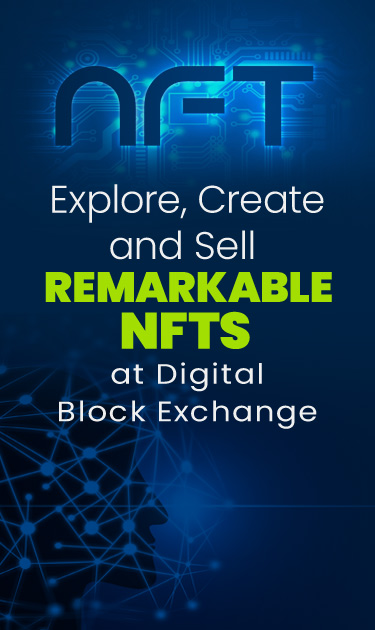 NFT
Explore, Create
and Sell
REMARKABLE
NFTS
at Digital
Block Exchange